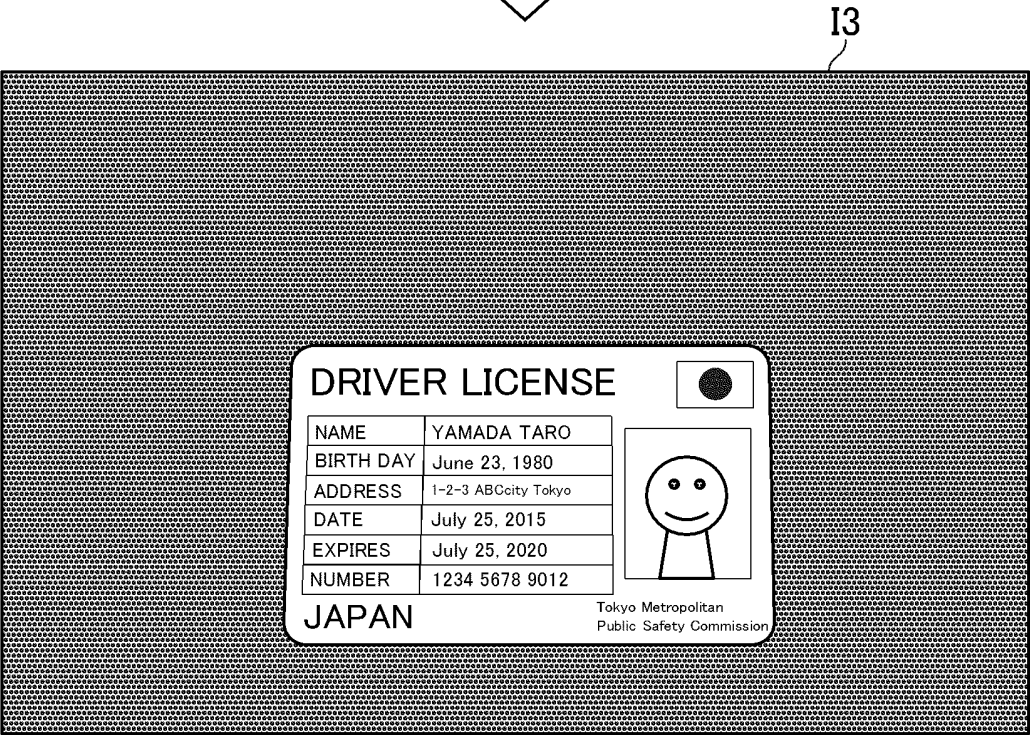 I3
DRIVER LICENSE
NAME YAMADA TARO
BIRTH DAY June 23, 1980
ADDRESS 1-2-3 ABCcity Tokyo
DATE July 25, 2015
EXPIRES July 25, 2020
NUMBER 1234 5678 9012
JAPAN
Tokyo Metropolitan
Public Safety Commission